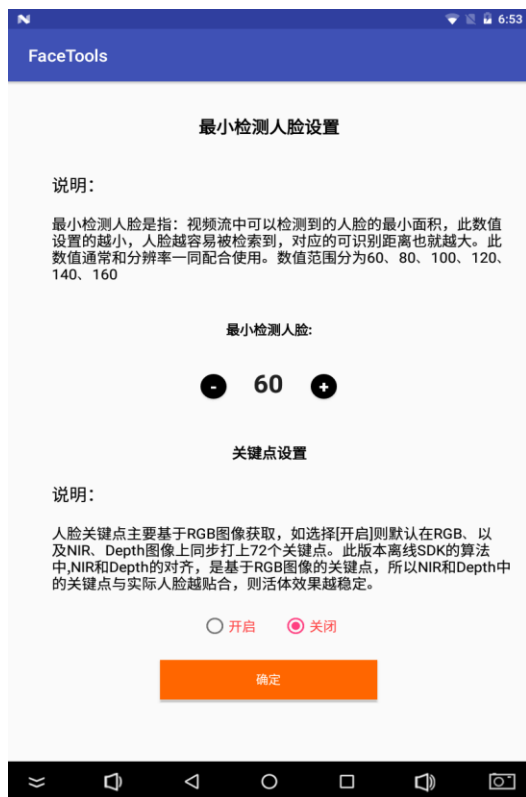 6:53
FaceTools
最小检测人脸设置
说明：
最小检测人脸是指：视频流中可以检测到的人脸的最小面积，此数值
设置的越小，人脸越容易被检索到，对应的可识别距离也就越大。此
数值通常和分辨率一同配合使用。数值范围分为60、80、100、120、
140、160
最小检测人脸:
- 60 +
关键点设置
说明：
人脸关键点主要基于RGB图像获取，如选择[开启]则默认在RGB、以
及NIR、Depth图像上同步打上72个关键点。此版本离线SDK的算法
中,NIR和Depth的对齐，是基于RGB图像的关键点，所以NIR和Depth中
的关键点与实际人脸越贴合，则活体效果越稳定。
开启 关闭
确定